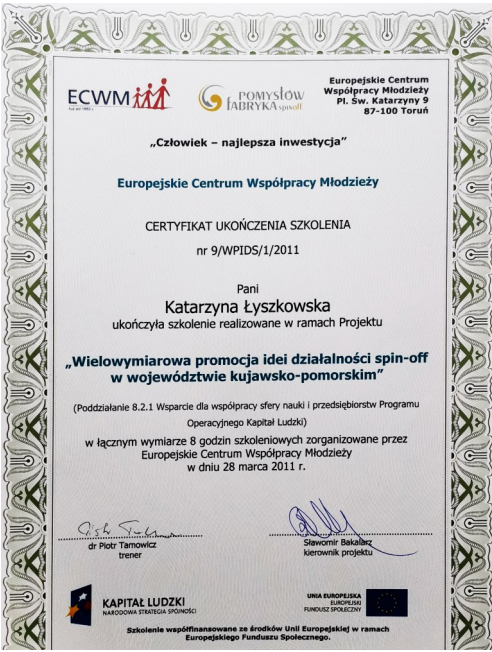 ECWM
POMYSŁÓW
FABRYKA spinoff
Europejskie Centrum
Współpracy Młodzieży
Pl. Św. Katarzyny 9
87-100 Toruń
„Człowiek – najlepsza inwestycja”
Europejskie Centrum Współpracy Młodzieży
CERTYFIKAT UKOŃCZENIA SZKOLENIA
nr 9/WPIDS/1/2011
Pani
Katarzyna Łyszkowska
ukończyła szkolenie realizowane w ramach Projektu
„Wielowymiarowa promocja idei działalności spin-off
w województwie kujawsko-pomorskim”
(Poddziałanie 8.2.1 Wsparcie dla współpracy sfery nauki i przedsiębiorstw Programu
Operacyjnego Kapitał Ludzki)
w łącznym wymiarze 8 godzin szkoleniowych zorganizowane przez
Europejskie Centrum Współpracy Młodzieży
w dniu 28 marca 2011 r.
dr Piotr Tamowicz
trener
Sławomir Bakalarz
kierownik projektu
KAPITAŁ LUDZKI
NARODOWA STRATEGIA SPÓJNOŚCI
UNIA EUROPEJSKA
EUROPEJSKI
FUNDUSZ SPOŁECZNY
Szkolenie współfinansowane ze środków Unii Europejskiej w ramach
Europejskiego Funduszu Społecznego.